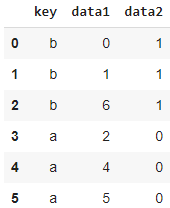 key data1 data2
0 b 0 1
1 b 1 1
2 b 6 1
3 a 2 0
4 a 4 0
5 a 5 0